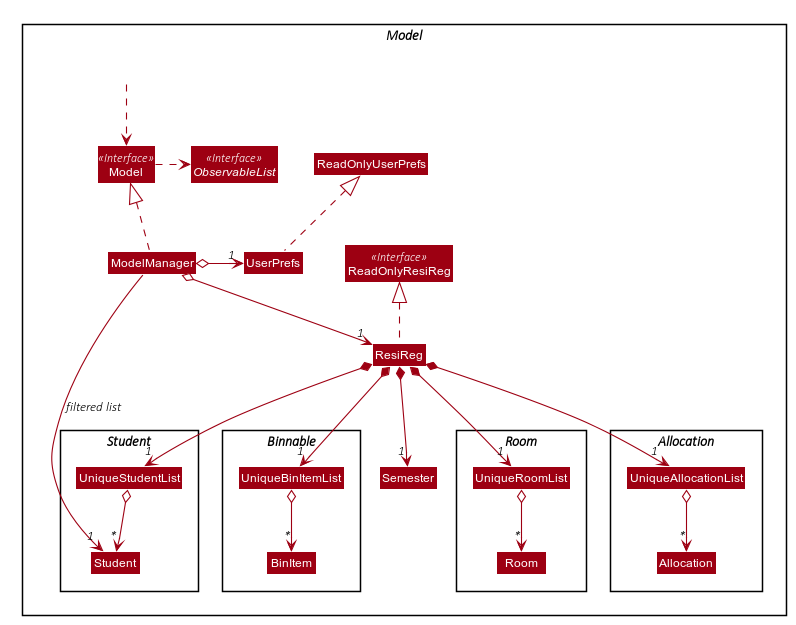 Model
«Interface»
Model
«Interface»
ObservableList
ReadOnlyUserPrefs
ModelManager
1
UserPrefs
«Interface»
ReadOnlyResiReg
1
ResiReg
filtered list
Student
Binnable
Room
Allocation
1
1
1
1
1
UniqueStudentList
UniqueBinItemList
Semester
UniqueRoomList
UniqueAllocationList
1
*
*
*
*
Student
BinItem
Room
Allocation